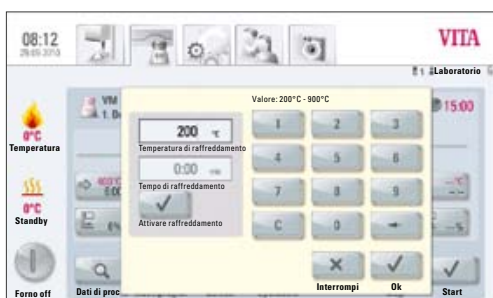 08:12
VITA
Laboratorio
VM
1. D
15:00
0°C
Temperatura
0°C
Standby
Forno off
Valore: 200°C - 900°C
200 °C
Temperatura di raffreddamento
0:00
Tempo di raffreddamento
Attivare raffreddamento
1 2 3
4 5 6
7 8 9
C 0
Interrompi Ok
Dati di proc
Start